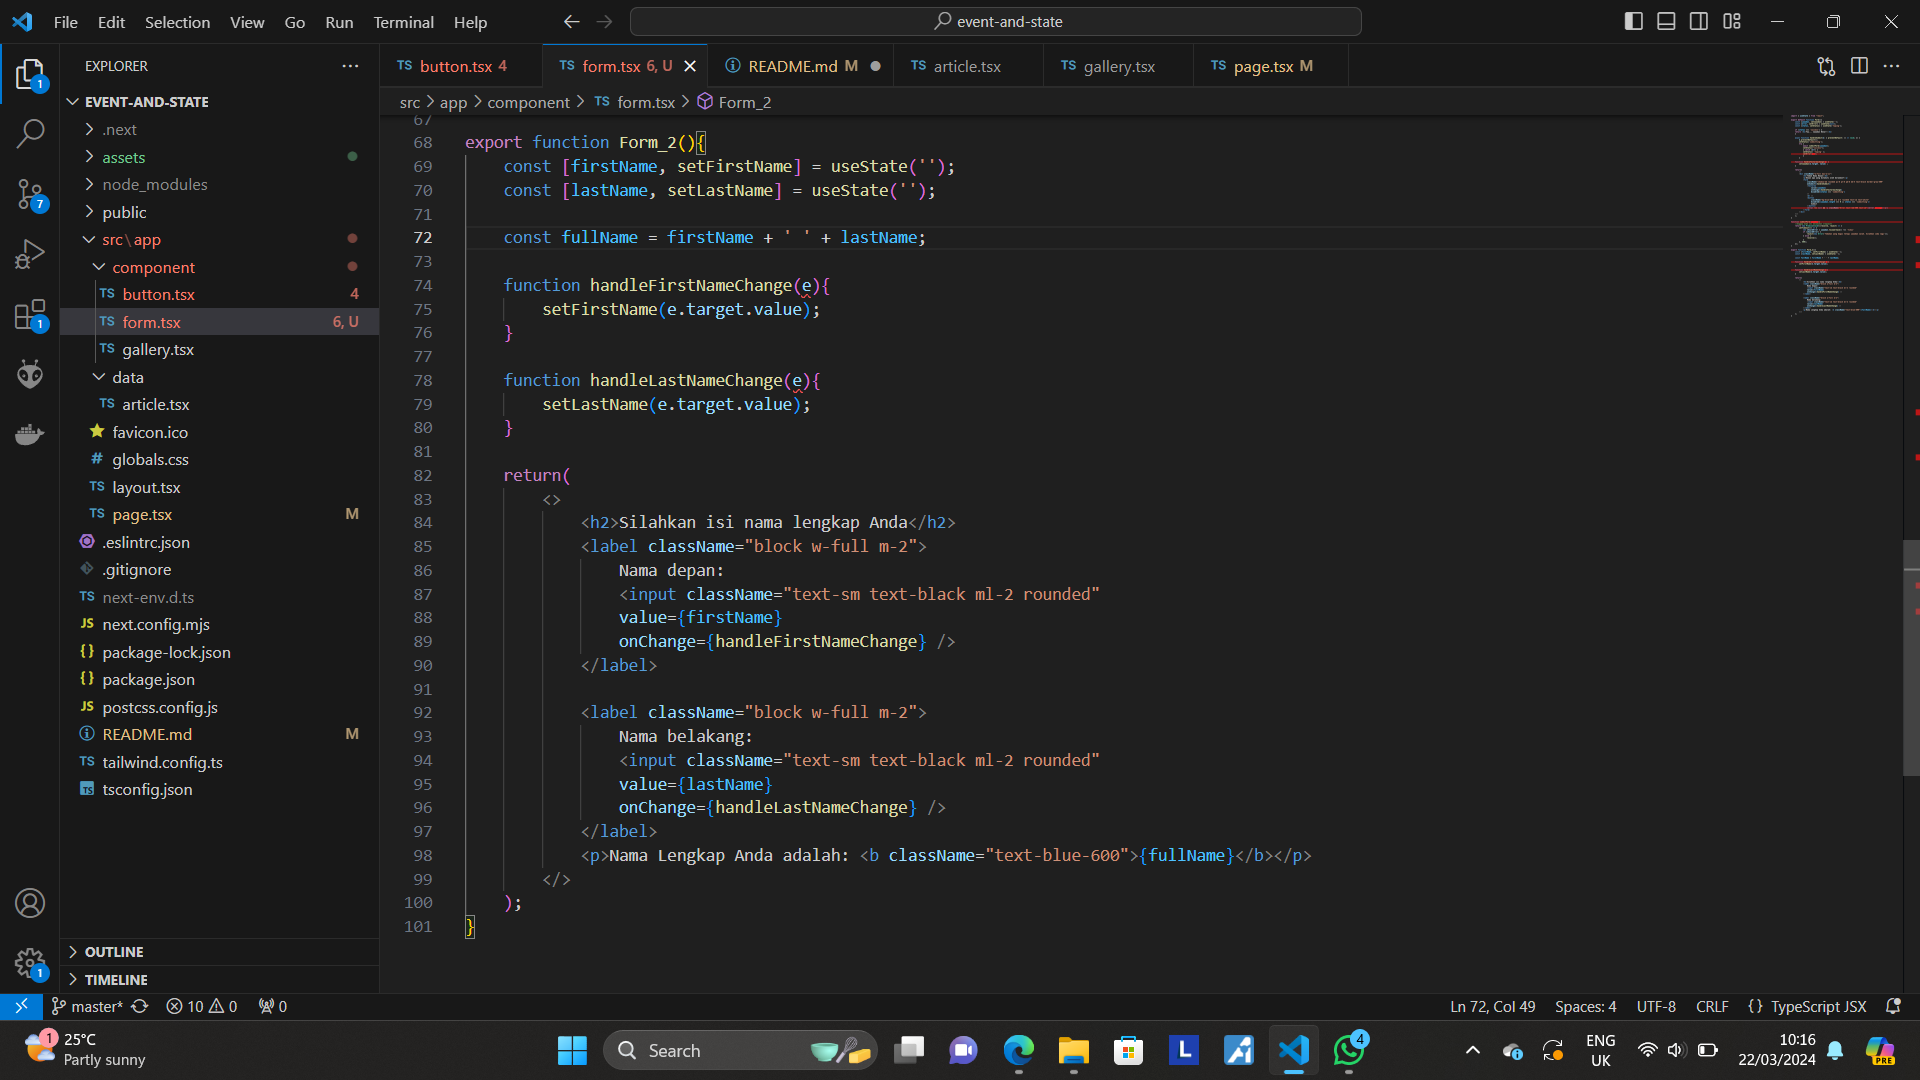 File Edit Selection View Go Run Terminal Help
event-and-state
EXPLORER
TS button.tsx 4
TS form.tsx 6, U
README.md M
TS article.tsx
TS gallery.tsx
TS page.tsx M
src > app > component > TS form.tsx > Form_2
EVENT-AND-STATE
.next
assets
node_modules
public
src\app
component
TS button.tsx 4
TS form.tsx 6, U
TS gallery.tsx
data
TS article.tsx
favicon.ico
# globals.css
TS layout.tsx
TS page.tsx M
.eslintrc.json
.gitignore
TS next-env.d.ts
JS next.config.mjs
{} package-lock.json
{} package.json
JS postcss.config.js
README.md M
TS tailwind.config.ts
TS tsconfig.json
OUTLINE
TIMELINE
1
7
1
1
67
68 export function Form_2(){
69 const [firstName, setFirstName] = useState('');
70 const [lastName, setLastName] = useState('');
71
72 const fullName = firstName + ' ' + lastName;
73
74 function handleFirstNameChange(e){
75 setFirstName(e.target.value);
76 }
77
78 function handleLastNameChange(e){
79 setLastName(e.target.value);
80 }
81
82 return(
83 <>
84 <h2>Silahkan isi nama lengkap Anda</h2>
85 <label className="block w-full m-2">
86 Nama depan:
87 <input className="text-sm text-black ml-2 rounded"
88 value={firstName}
89 onChange={handleFirstNameChange} />
90 </label>
91
92 <label className="block w-full m-2">
93 Nama belakang:
94 <input className="text-sm text-black ml-2 rounded"
95 value={lastName}
96 onChange={handleLastNameChange} />
97 </label>
98 <p>Nama Lengkap Anda adalah: <b className="text-blue-600">{fullName}</b></p>
99 </>
100 );
101 }
master* 10 0 0
Ln 72, Col 49 Spaces: 4 UTF-8 CRLF {} TypeScript JSX
1
25°C
Partly sunny
Search
L
4
ENG
UK
10:16
22/03/2024
PRE